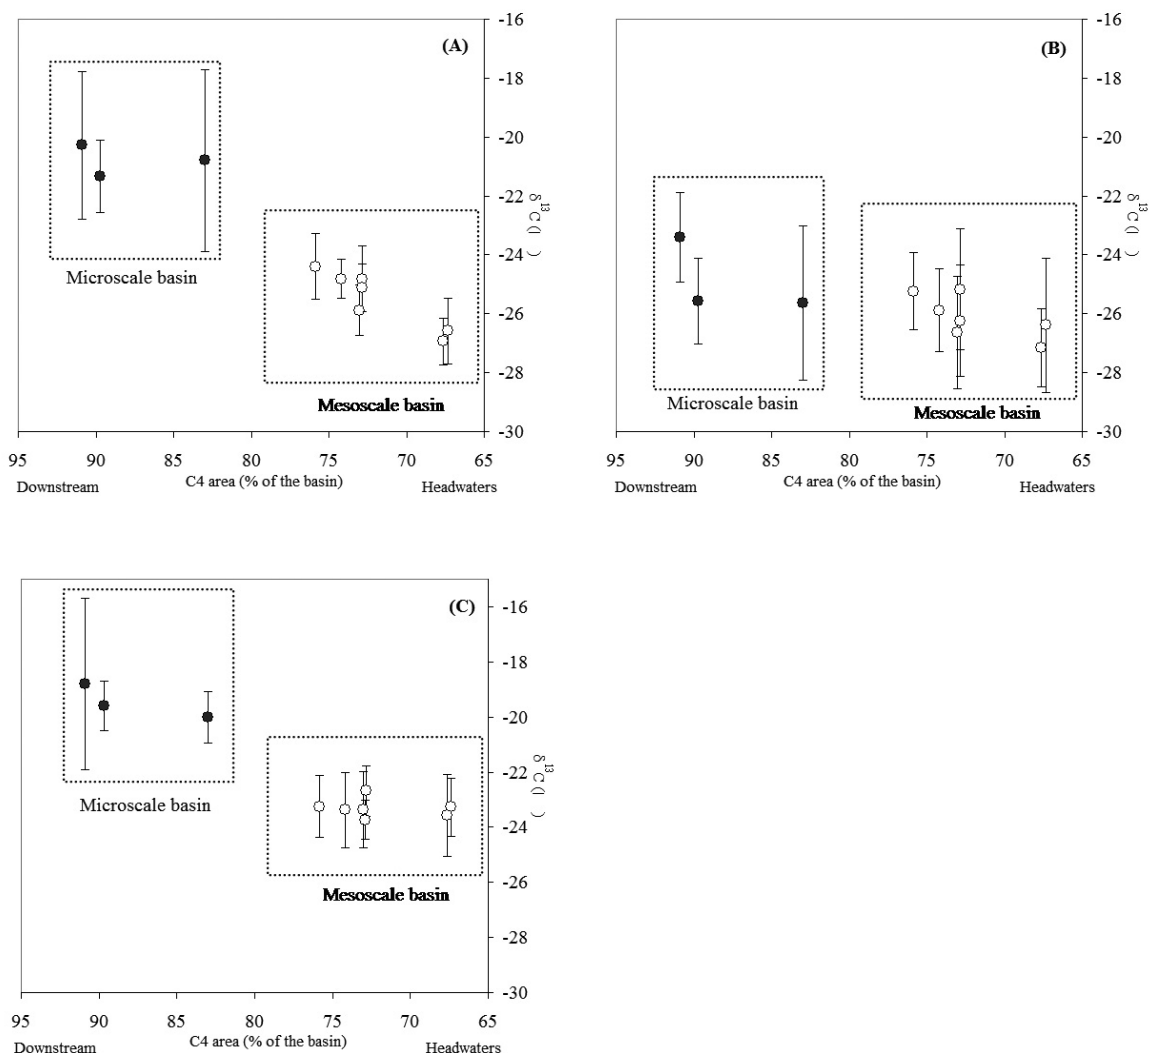 (A)
-16
-18
-20
-22
-24
-26
-28
-30
δ 13 C (| )
Microscale basin
Mesoscale basin
95 90 85 80 75 70 65
Downstream C4 area (% of the basin) Headwaters
(B)
-16
-18
-20
-22
-24
-26
-28
-30
δ 13 C (| )
Microscale basin
Mesoscale basin
95 90 85 80 75 70 65
Downstream C4 area (% of the basin) Headwaters
(C)
-16
-18
-20
-22
-24
-26
-28
-30
δ 13 C (| )
Microscale basin
Mesoscale basin
95 90 85 80 75 70 65
Downstream C4 area (% of the basin) Headwaters